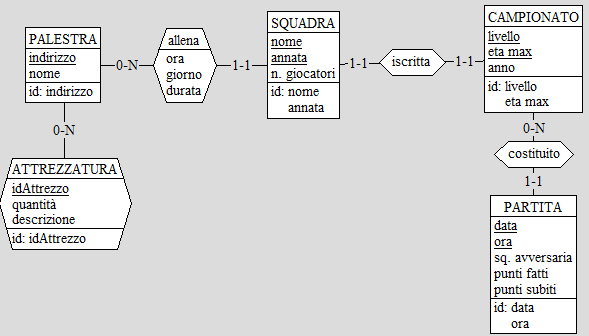 PALESTRA
indirizzo
nome
id: indirizzo
0-N
allena
ora
giorno
durata
1-1
SQUADRA
nome
annata
n. giocatori
id: nome
annata
1-1
iscritta
1-1
CAMPIONATO
livello
eta max
anno
id: livello
eta max
0-N
costituito
1-1
PARTITA
data
ora
sq. avversaria
punti fatti
punti subiti
id: data
ora
0-N
ATTREZZATURA
idAttrezzo
quantità
descrizione
id: idAttrezzo